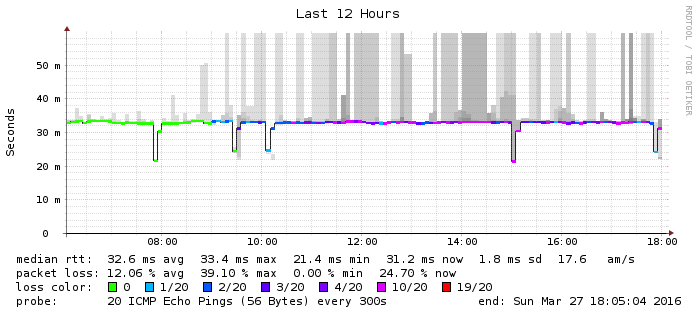 Last 12 Hours
RRDTOOL / TOBI OETIKER
Seconds
50 m
40 m
30 m
20 m
10 m
0
08:00 10:00 12:00 14:00 16:00 18:00
median rtt: 32.6 ms avg 33.4 ms max 21.4 ms min 31.2 ms now 1.8 ms sd 17.6 am/s
packet loss: 12.06 % avg 39.10 % max 0.00 % min 24.70 % now
loss color: 0 1/20 2/20 3/20 4/20 10/20 19/20
probe: 20 ICMP Echo Pings (56 Bytes) every 300s end: Sun Mar 27 18:05:04 2016